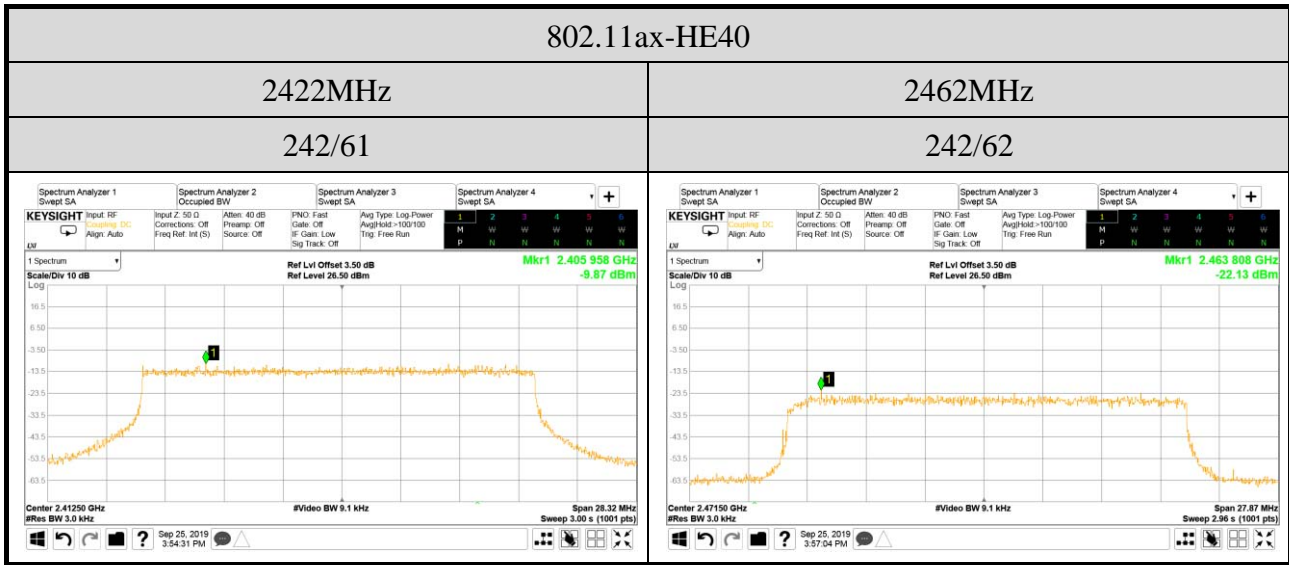 802.11ax-HE40
2422MHz 2462MHz
242/61 242/62
Spectrum Analyzer 1 Spectrum Analyzer 2 Spectrum Analyzer 3 Spectrum Analyzer 4
Swept SA Occupied BW Swept SA Swept SA
+
KEYSIGHT Input: RF Input Z: 50 Ω Atten: 40 dB PNO: Fast Avg Type: Log-Power 1 2 3 4 5 6
Coupling: DC Corrections: Off Preamp: Off Gate: Off Avg|Hold:>100/100 M W W W W W
Align: Auto Freq Ref: Int (S) Source: Off IF Gain: Low Trig: Free Run
Sig Track: Off P N N N N N
1 Spectrum Ref Lvl Offset 3.50 dB Mkr1 2.405 958 GHz
Scale/Div 10 dB Ref Level 26.50 dBm -9.87 dBm
Log
16.5
6.50
-3.50
1
-13.5
-23.5
-33.5
-43.5
-53.5
-63.5
Center 2.41250 GHz #Video BW 9.1 kHz Span 28.32 MHz
#Res BW 3.0 kHz Sweep 3.00 s (1001 pts)
? Sep 25, 2019
3:54:31 PM
Spectrum Analyzer 1 Spectrum Analyzer 2 Spectrum Analyzer 3 Spectrum Analyzer 4
Swept SA Occupied BW Swept SA Swept SA
+
KEYSIGHT Input: RF Input Z: 50 Ω Atten: 40 dB PNO: Fast Avg Type: Log-Power 1 2 3 4 5 6
Coupling: DC Corrections: Off Preamp: Off Gate: Off Avg|Hold:>100/100 M W W W W W
Align: Auto Freq Ref: Int (S) Source: Off IF Gain: Low Trig: Free Run
Sig Track: Off P N N N N N
1 Spectrum Ref Lvl Offset 3.50 dB Mkr1 2.463 808 GHz
Scale/Div 10 dB Ref Level 26.50 dBm -22.13 dBm
Log
16.5
6.50
-3.50
-13.5
1
-23.5
-33.5
-43.5
-53.5
-63.5
Center 2.47150 GHz #Video BW 9.1 kHz Span 27.87 MHz
#Res BW 3.0 kHz Sweep 2.96 s (1001 pts)
? Sep 25, 2019
3:57:04 PM